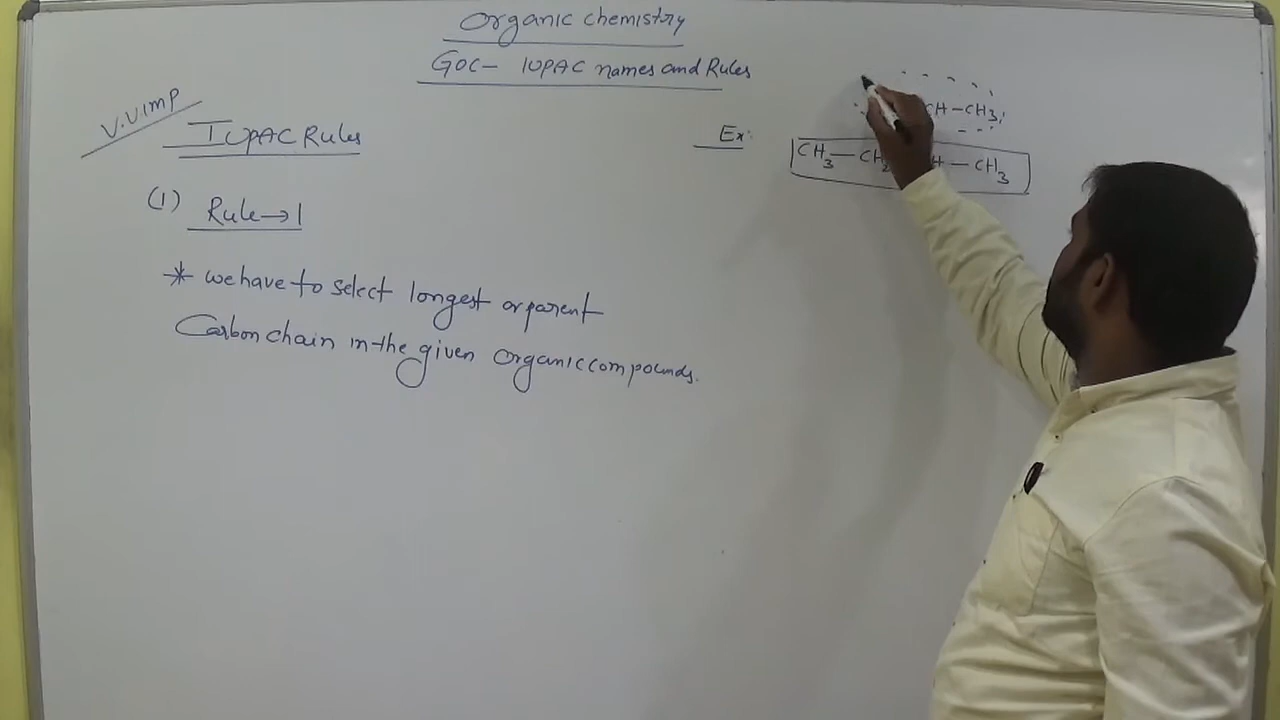 Organic chemistry
GOC- IUPAC names and Rules
V.V IMP
IUPAC Rules
(1) Rule→1
* we have to select longest or parent
Carbon chain in the given organic compounds.
Ex:
CH-CH3
CH3-CH2 H-CH3